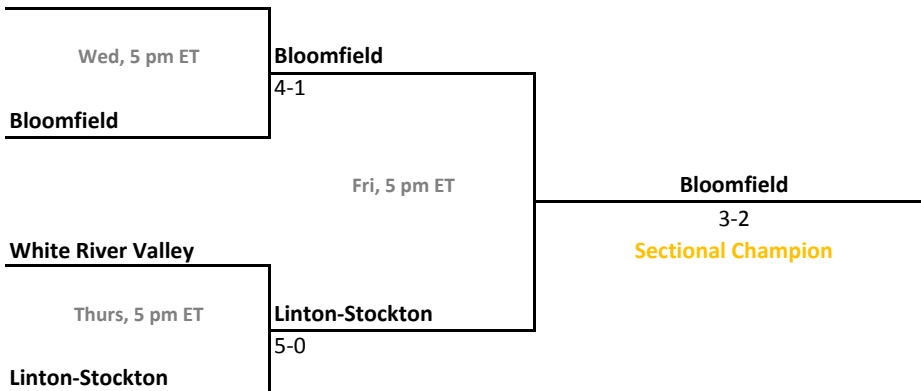 Wed, 5 pm ET
Bloomfield
4-1
Bloomfield
Fri, 5 pm ET
Bloomfield
3-2
Sectional Champion
White River Valley
Thurs, 5 pm ET
Linton-Stockton
5-0
Linton-Stockton